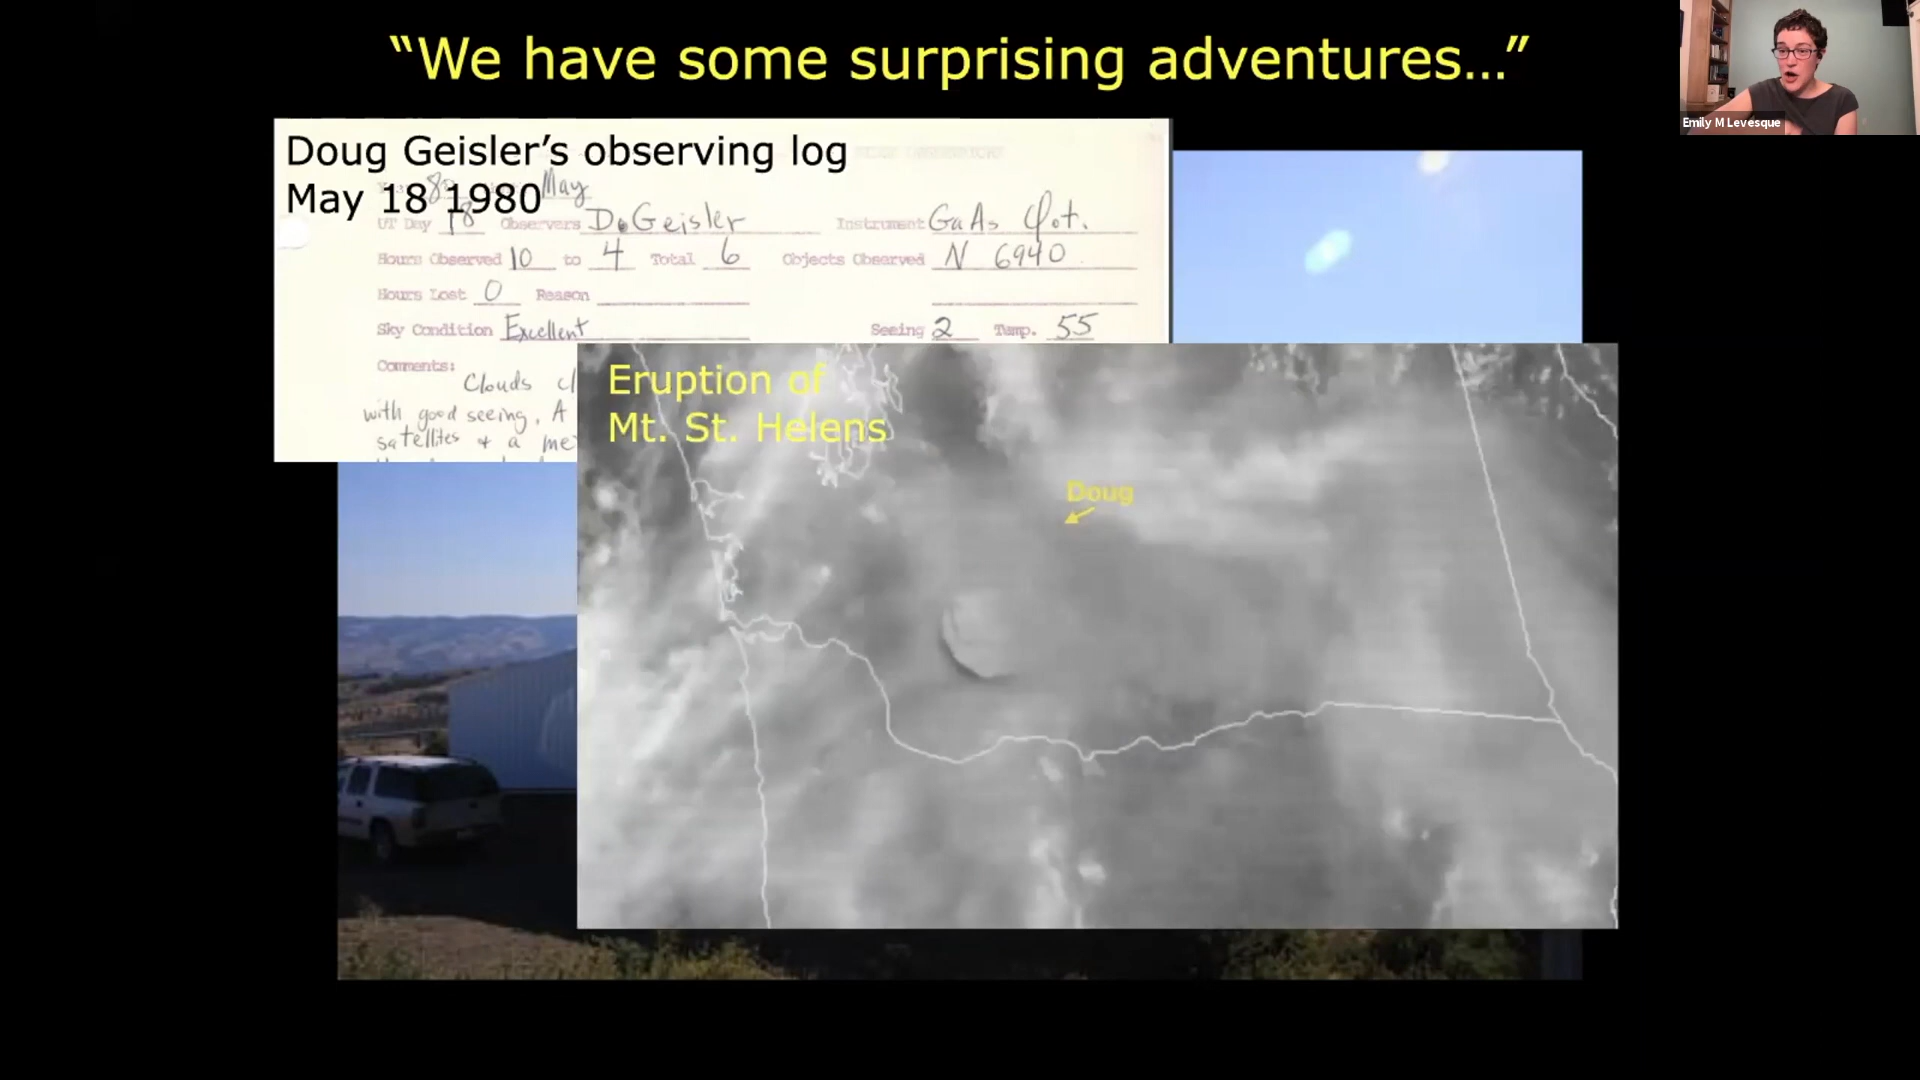 “We have some surprising adventures...”
Emily M Levesque
Doug Geisler’s observing log
May 18 1980
May
UT Day 18 Observers D. Geisler Instrument GaAs Pot.
Hours Observed 10 to 4 Total 6 Objects Observed N 6940
Hours Lost 0 Reason
Sky Condition Excellent Seeing 2 Temp. 55
Comments:
Clouds cl
with good seeing. A
satellites + a me
Eruption of
Mt. St. Helens
Doug